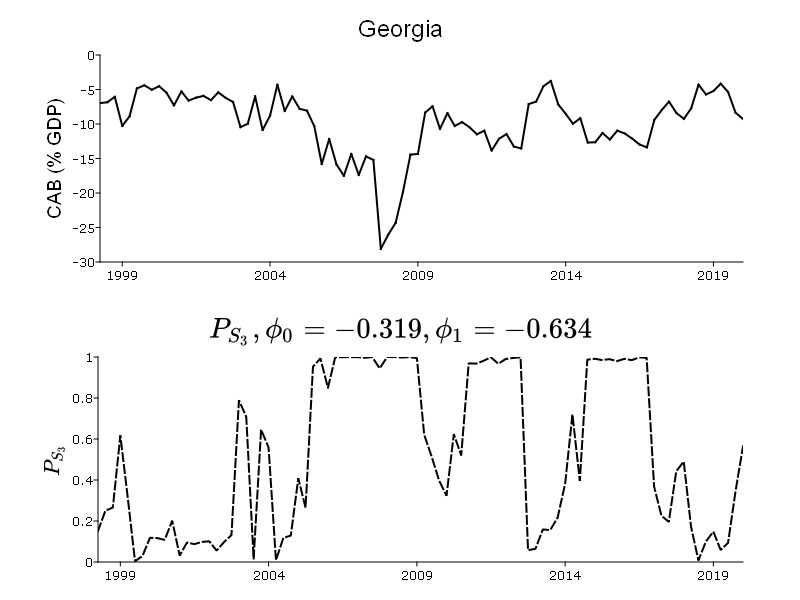 Georgia
CAB (% GDP)
0
−5
−10
−15
−20
−25
−30
1999 2004 2009 2014 2019
P_{S_3}, ϕ_0 = −0.319, ϕ_1 = −0.634
P_{S_3}
1
0.8
0.6
0.4
0.2
0
1999 2004 2009 2014 2019